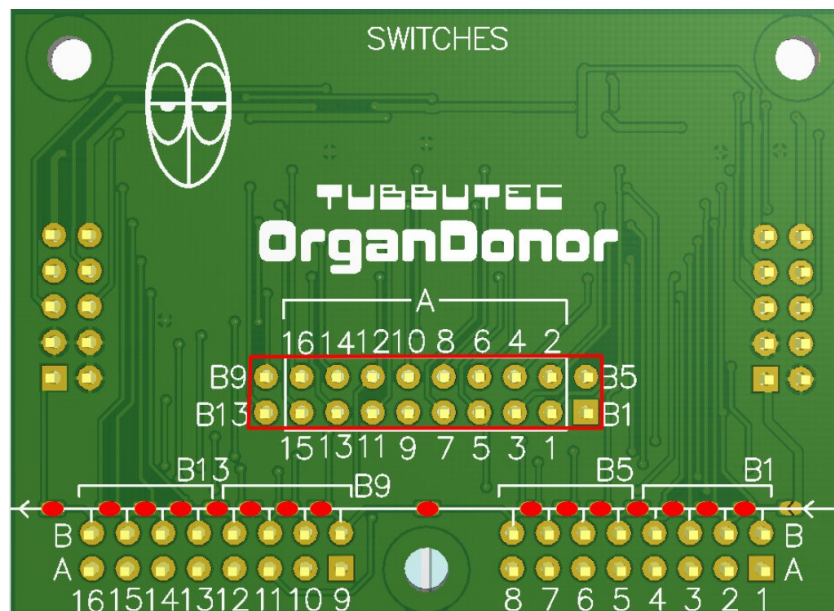 SWITCHES
TUBBUTEC
OrganDonor
A
16 14 12 10 8 6 4 2
B9 B5
B13 B1
15 13 11 9 7 5 3 1
B13 B9 B5 B1
B B
A A
16 15 14 13 12 11 10 9 8 7 6 5 4 3 2 1